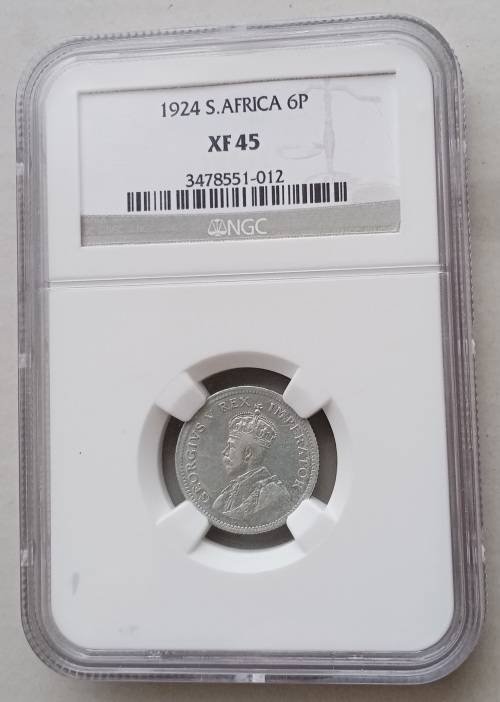 1924 S.AFRICA 6P
XF 45
3478551-012
NGC
GEORGIVS V REX IMPERATOR